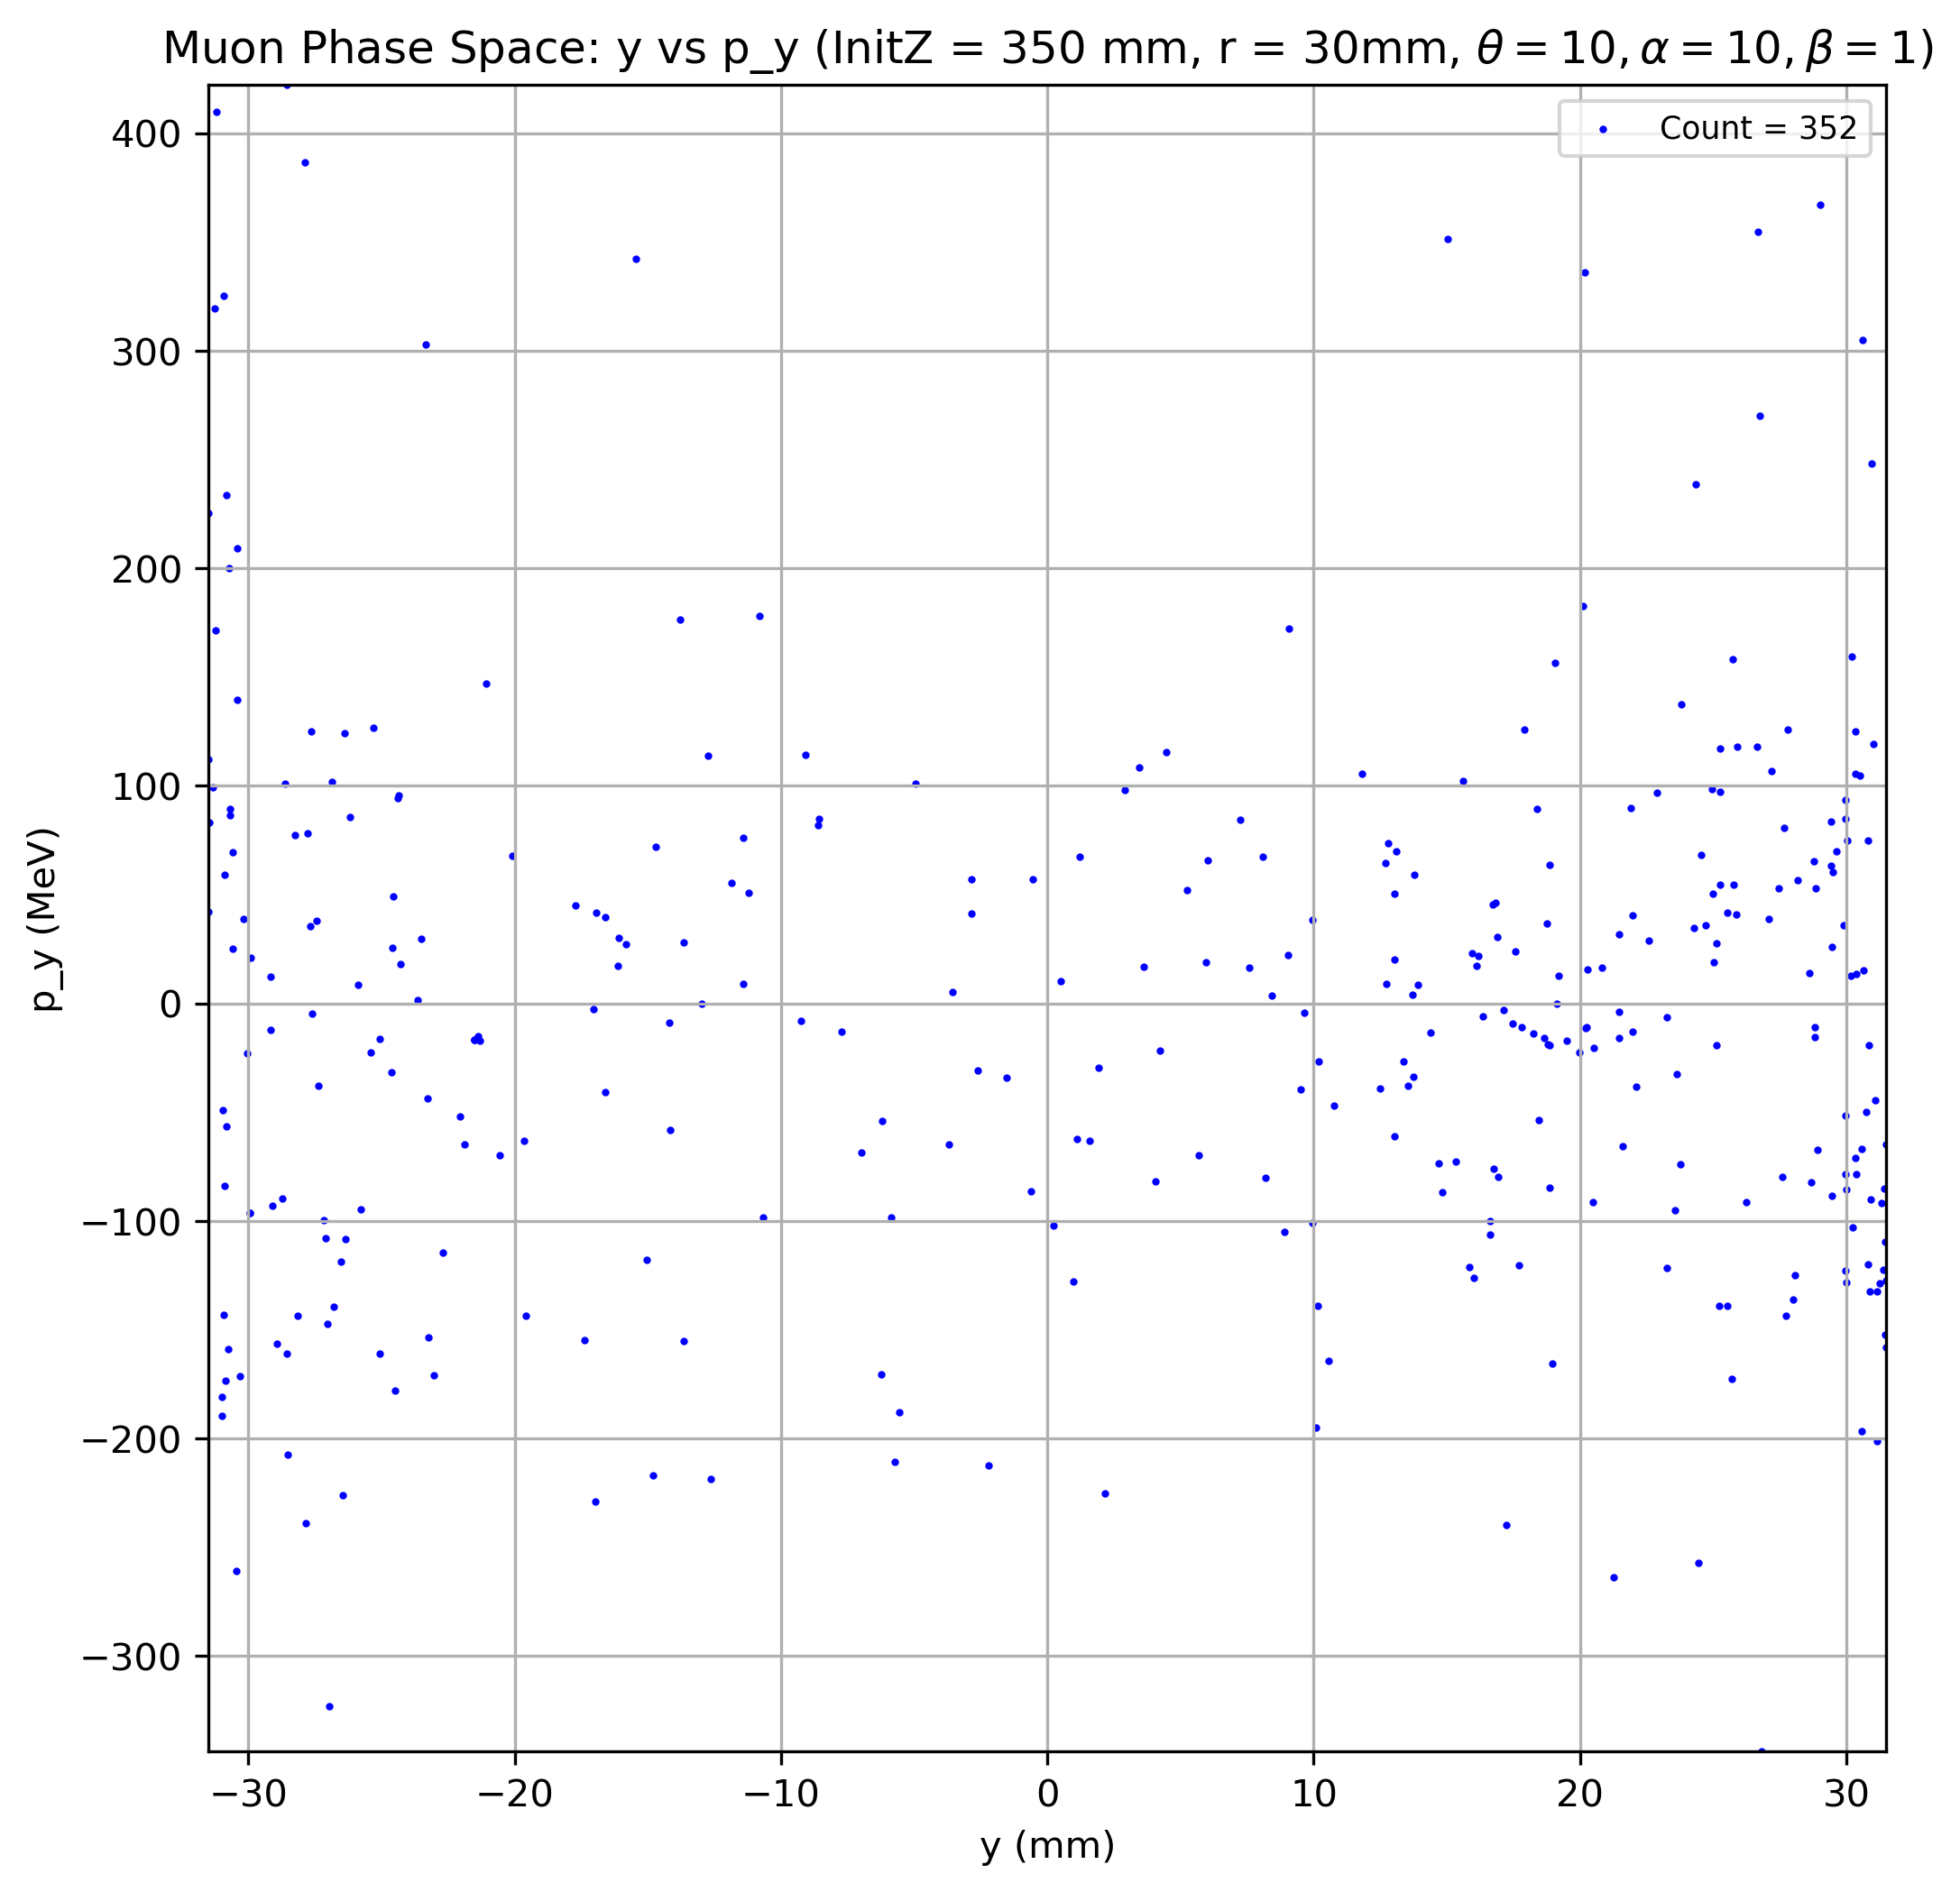 Muon Phase Space: y vs p_y (InitZ = 350 mm, r = 30mm, θ = 10, α = 10, β = 1)
Count = 352
400
300
200
100
0
−100
−200
−300
p_y (MeV)
−30 −20 −10 0 10 20 30
y (mm)